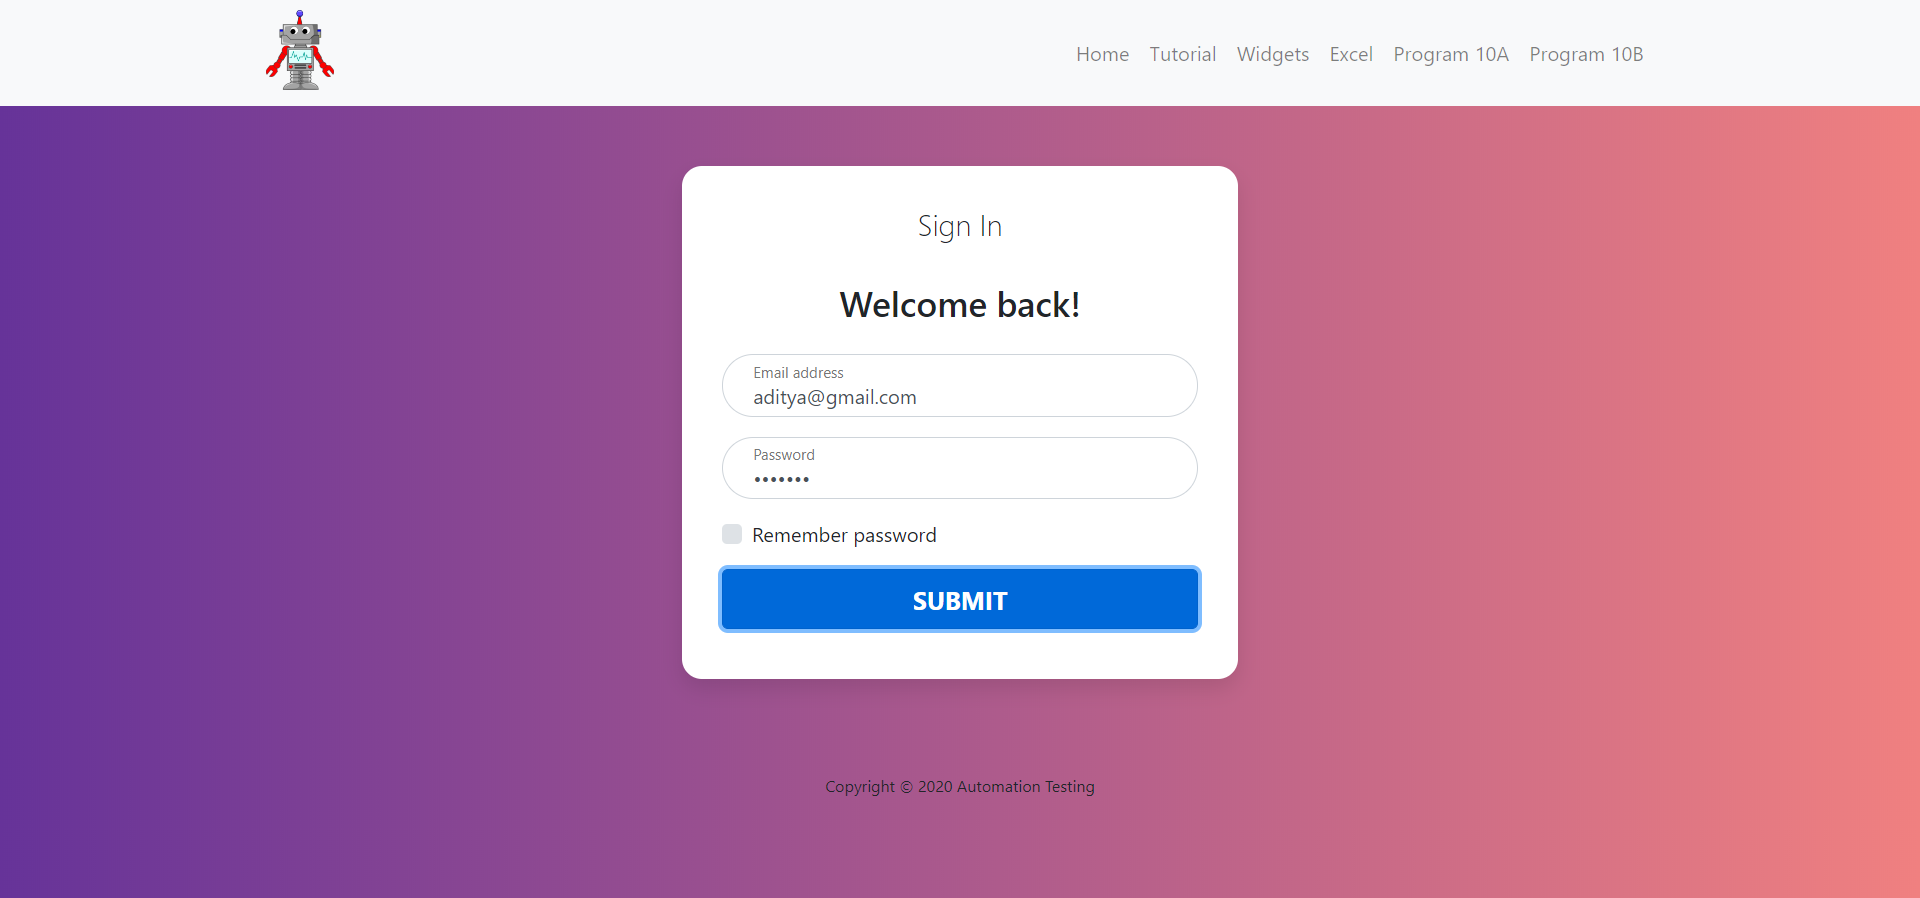 Home Tutorial Widgets Excel Program 10A Program 10B
Sign In
Welcome back!
Email address
aditya@gmail.com
Password
•••••••
Remember password
SUBMIT
Copyright © 2020 Automation Testing